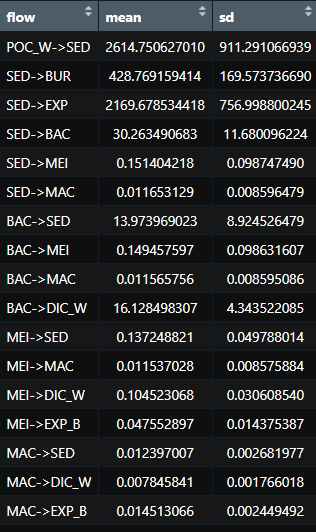 flow mean sd
POC_W->SED 2614.750627010 911.291066939
SED->BUR 428.769159414 169.573736690
SED->EXP 2169.678534418 756.998800245
SED->BAC 30.263490683 11.680096224
SED->MEI 0.151404218 0.098747490
SED->MAC 0.011653129 0.008596479
BAC->SED 13.973969023 8.924526479
BAC->MEI 0.149457597 0.098631607
BAC->MAC 0.011565756 0.008595086
BAC->DIC_W 16.128498307 4.343522085
MEI->SED 0.137248821 0.049788014
MEI->MAC 0.011537028 0.008575884
MEI->DIC_W 0.104523068 0.030608540
MEI->EXP_B 0.047552897 0.014375387
MAC->SED 0.012397007 0.002681977
MAC->DIC_W 0.007845841 0.001766018
MAC->EXP_B 0.014513066 0.002449492